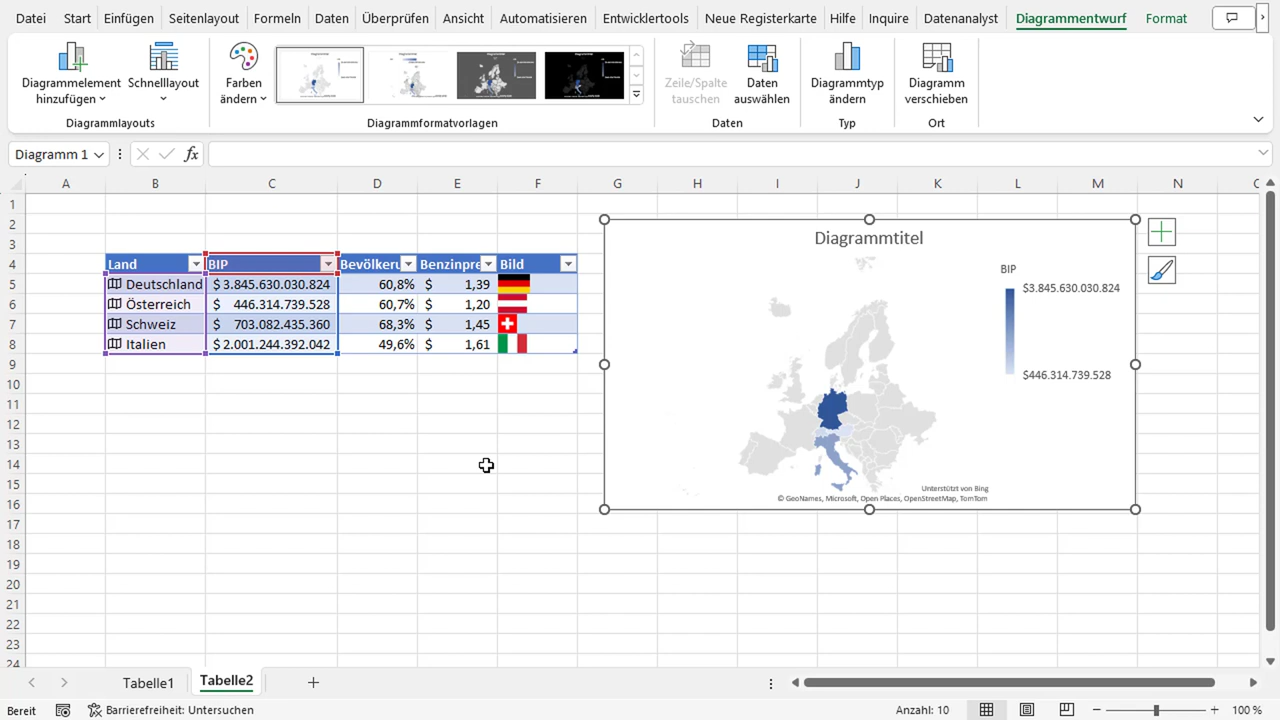 Datei Start Einfügen Seitenlayout Formeln Daten Überprüfen Ansicht Automatisieren Entwicklertools Neue Registerkarte Hilfe Inquire Datenanalyst Diagrammentwurf Format
Diagrammelement hinzufügen
Schnelllayout
Farben ändern
Zeile/Spalte tauschen
Daten auswählen
Diagrammtyp ändern
Diagramm verschieben
Diagrammlayouts Diagrammformatvorlagen Daten Typ Ort
Diagramm 1 fx
A B C D E F G H I J K L M N
1
2
3
4 Land BIP Bevölkeru Benzinpre Bild
5 Deutschland $ 3.845.630.030.824 60,8% $ 1,39
6 Österreich $ 446.314.739.528 60,7% $ 1,20
7 Schweiz $ 703.082.435.360 68,3% $ 1,45
8 Italien $ 2.001.244.392.042 49,6% $ 1,61
9
10
11
12
13
14
15
16
17
18
19
20
21
22
23
24
Diagrammtitel
BIP
$3.845.630.030.824
$446.314.739.528
Unterstützt von Bing
© GeoNames, Microsoft, Open Places, OpenStreetMap, TomTom
Tabelle1 Tabelle2
Bereit Barrierefreiheit: Untersuchen Anzahl: 10 100 %